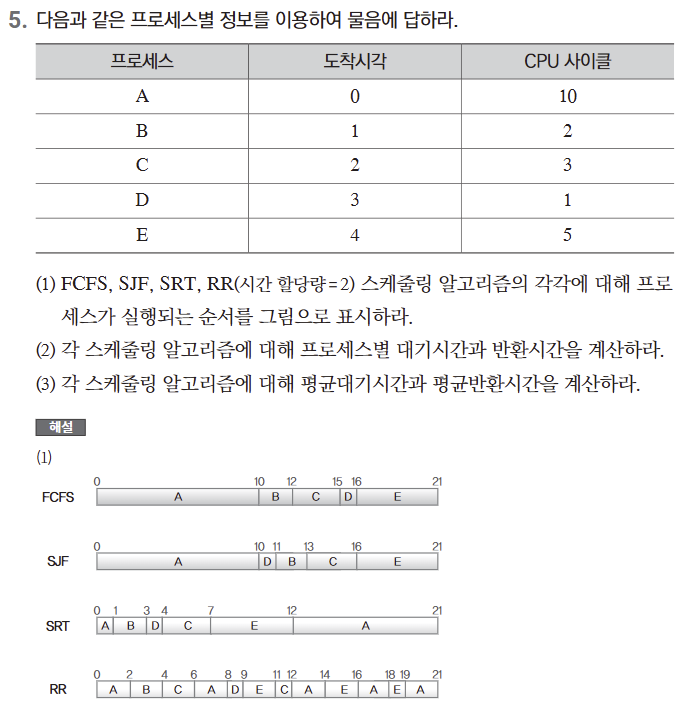 5. 다음과 같은 프로세스별 정보를 이용하여 물음에 답하라.
프로세스 도착시각 CPU 사이클
A 0 10
B 1 2
C 2 3
D 3 1
E 4 5
(1) FCFS, SJF, SRT, RR(시간 할당량=2) 스케줄링 알고리즘의 각각에 대해 프로
세스가 실행되는 순서를 그림으로 표시하라.
(2) 각 스케줄링 알고리즘에 대해 프로세스별 대기시간과 반환시간을 계산하라.
(3) 각 스케줄링 알고리즘에 대해 평균대기시간과 평균반환시간을 계산하라.
해설
(1)
0 10 12 15 16 21
FCFS A B C D E
0 10 11 13 16 21
SJF A D B C E
0 1 3 4 7 12 21
SRT A B D C E A
0 2 4 6 8 9 11 12 14 16 18 19 21
RR A B C A D E C A E A E A